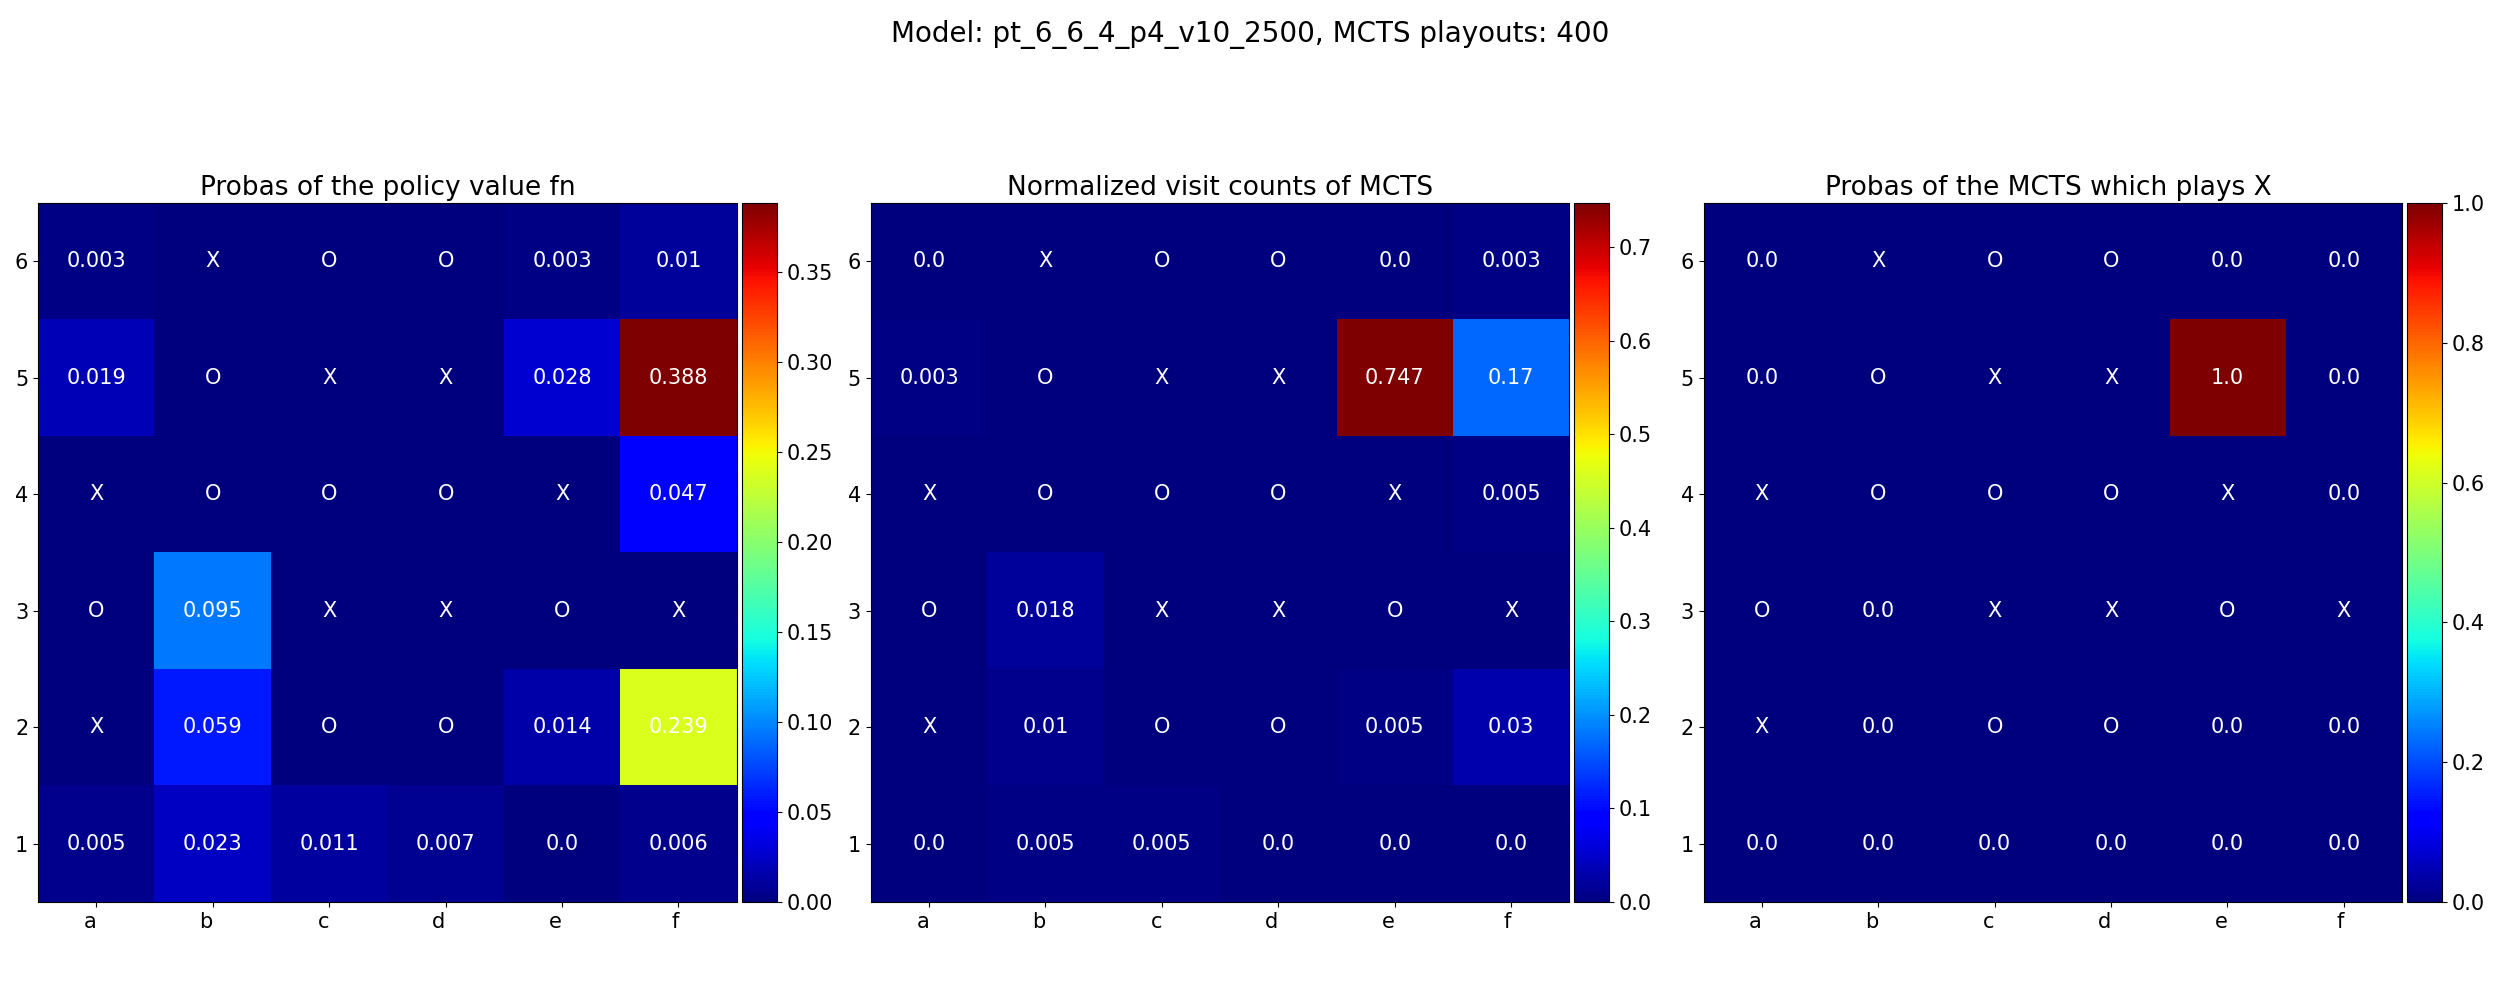 Model: pt_6_6_4_p4_v10_2500, MCTS playouts: 400
Probas of the policy value fn
6 0.003 X O O 0.003 0.01
5 0.019 O X X 0.028 0.388
4 X O O O X 0.047
3 O 0.095 X X O X
2 X 0.059 O O 0.014 0.239
1 0.005 0.023 0.011 0.007 0.0 0.006
a b c d e f
0.35
0.30
0.25
0.20
0.15
0.10
0.05
0.00
Normalized visit counts of MCTS
6 0.0 X O O 0.0 0.003
5 0.003 O X X 0.747 0.17
4 X O O O X 0.005
3 O 0.018 X X O X
2 X 0.01 O O 0.005 0.03
1 0.0 0.005 0.005 0.0 0.0 0.0
a b c d e f
0.7
0.6
0.5
0.4
0.3
0.2
0.1
0.0
Probas of the MCTS which plays X
6 0.0 X O O 0.0 0.0
5 0.0 O X X 1.0 0.0
4 X O O O X 0.0
3 O 0.0 X X O X
2 X 0.0 O O 0.0 0.0
1 0.0 0.0 0.0 0.0 0.0 0.0
a b c d e f
1.0
0.8
0.6
0.4
0.2
0.0